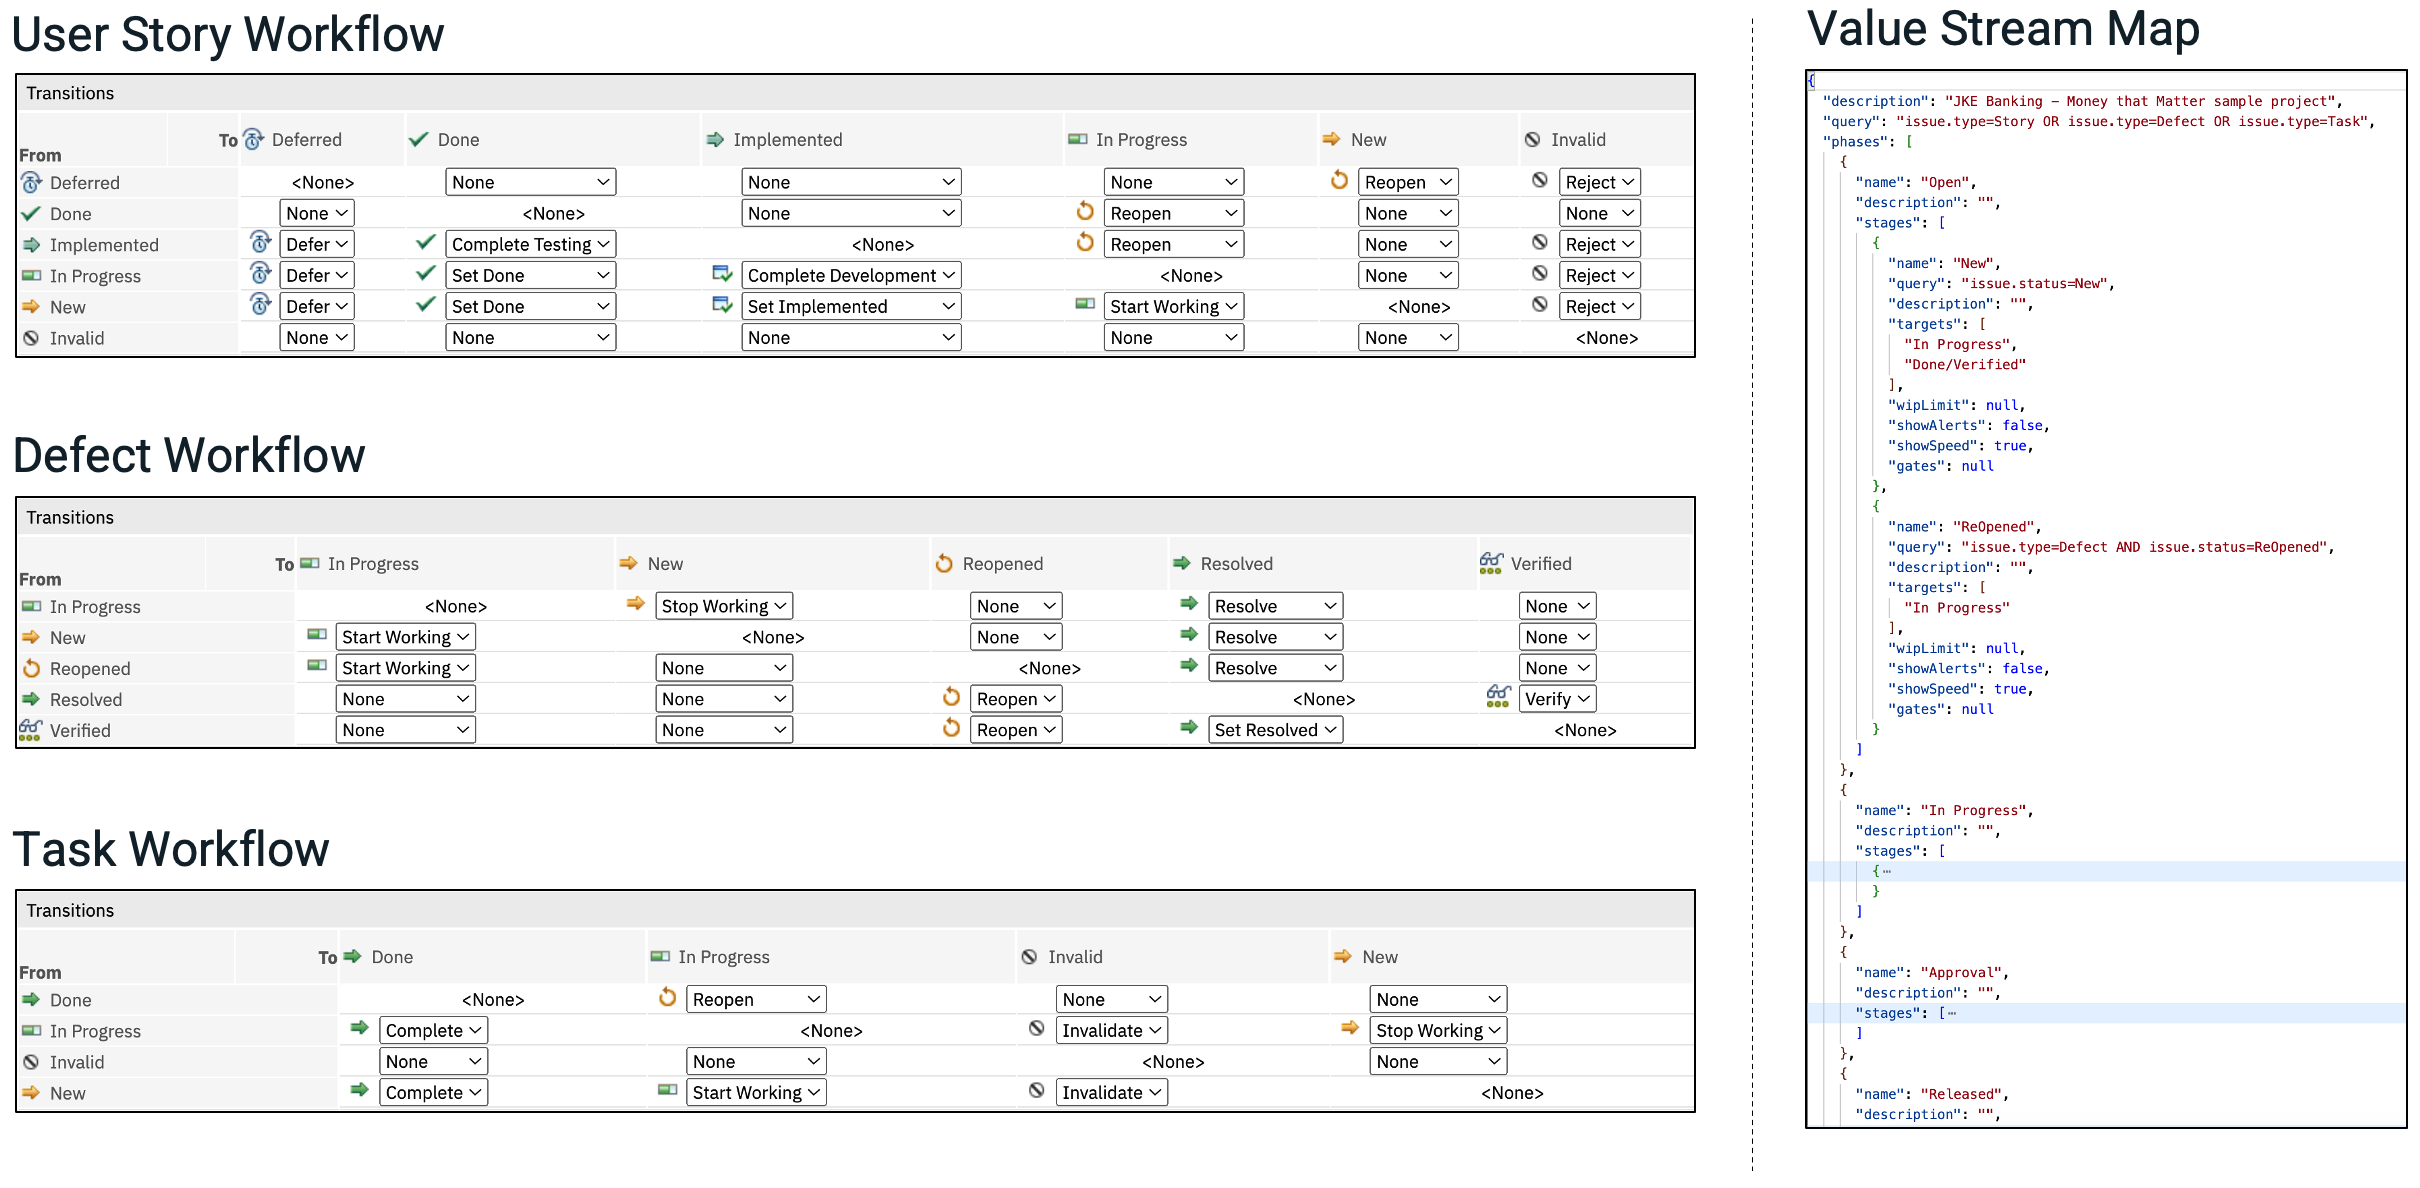 User Story Workflow
Transitions
From To Deferred Done Implemented In Progress New Invalid
Deferred <None> None None None Reopen Reject
Done None <None> None Reopen None None
Implemented Defer Complete Testing <None> Reopen None Reject
In Progress Defer Set Done Complete Development <None> None Reject
New Defer Set Done Set Implemented Start Working <None> Reject
Invalid None None None None None <None>
Defect Workflow
Transitions
From To In Progress New Reopened Resolved Verified
In Progress <None> Stop Working None Resolve None
New Start Working <None> None Resolve None
Reopened Start Working None <None> Resolve None
Resolved None None Reopen <None> Verify
Verified None None Reopen Set Resolved <None>
Task Workflow
Transitions
From To Done In Progress Invalid New
Done <None> Reopen None None
In Progress Complete <None> Invalidate Stop Working
Invalid None None <None> None
New Complete Start Working Invalidate <None>
Value Stream Map
{
"description": "JKE Banking – Money that Matter sample project",
"query": "issue.type=Story OR issue.type=Defect OR issue.type=Task",
"phases": [
{
"name": "Open",
"description": "",
"stages": [
{
"name": "New",
"query": "issue.status=New",
"description": "",
"targets": [
"In Progress",
"Done/Verified"
],
"wipLimit": null,
"showAlerts": false,
"showSpeed": true,
"gates": null
},
{
"name": "ReOpened",
"query": "issue.type=Defect AND issue.status=ReOpened",
"description": "",
"targets": [
"In Progress"
],
"wipLimit": null,
"showAlerts": false,
"showSpeed": true,
"gates": null
}
]
},
{
"name": "In Progress",
"description": "",
"stages": [
{⋯
}
]
},
{
"name": "Approval",
"description": "",
"stages": [⋯
]
},
{
"name": "Released",
"description": "",